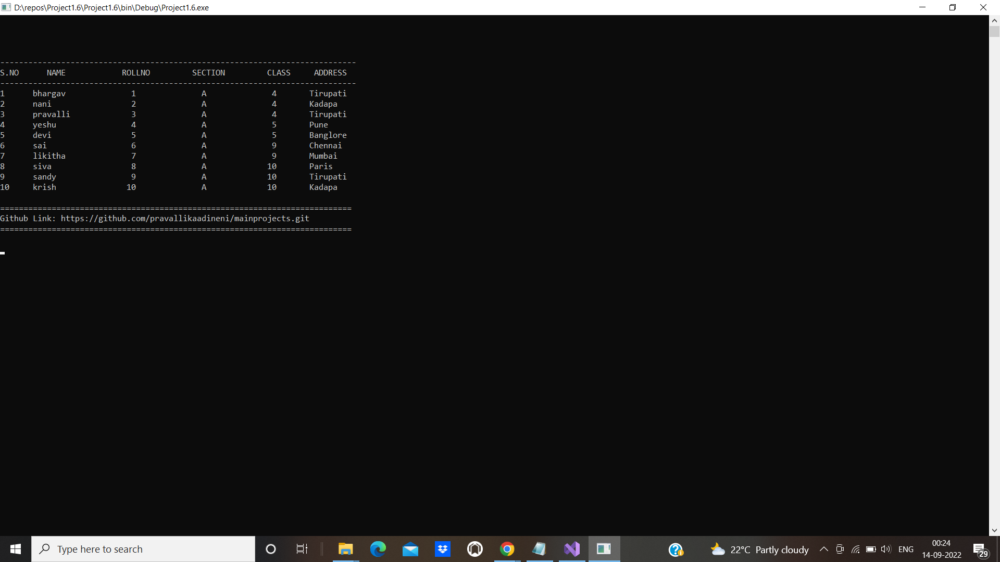 D:\repos\Project1.6\Project1.6\bin\Debug\Project1.6.exe
---------------------------------------------------------------------------- 
S.NO      NAME            ROLLNO         SECTION         CLASS     ADDRESS
----------------------------------------------------------------------------
1      bhargav              1              A              4       Tirupati
2      nani                 2              A              4       Kadapa
3      pravalli             3              A              4       Tirupati
4      yeshu                4              A              5       Pune
5      devi                 5              A              5       Banglore
6      sai                  6              A              9       Chennai
7      likitha              7              A              9       Mumbai
8      siva                 8              A             10       Paris
9      sandy                9              A             10       Tirupati
10     krish               10              A             10       Kadapa
===========================================================================
Github Link: https://github.com/pravallikaadineni/mainprojects.git
===========================================================================
Type here to search
22°C Partly cloudy
ENG
00:24
14-09-2022
29